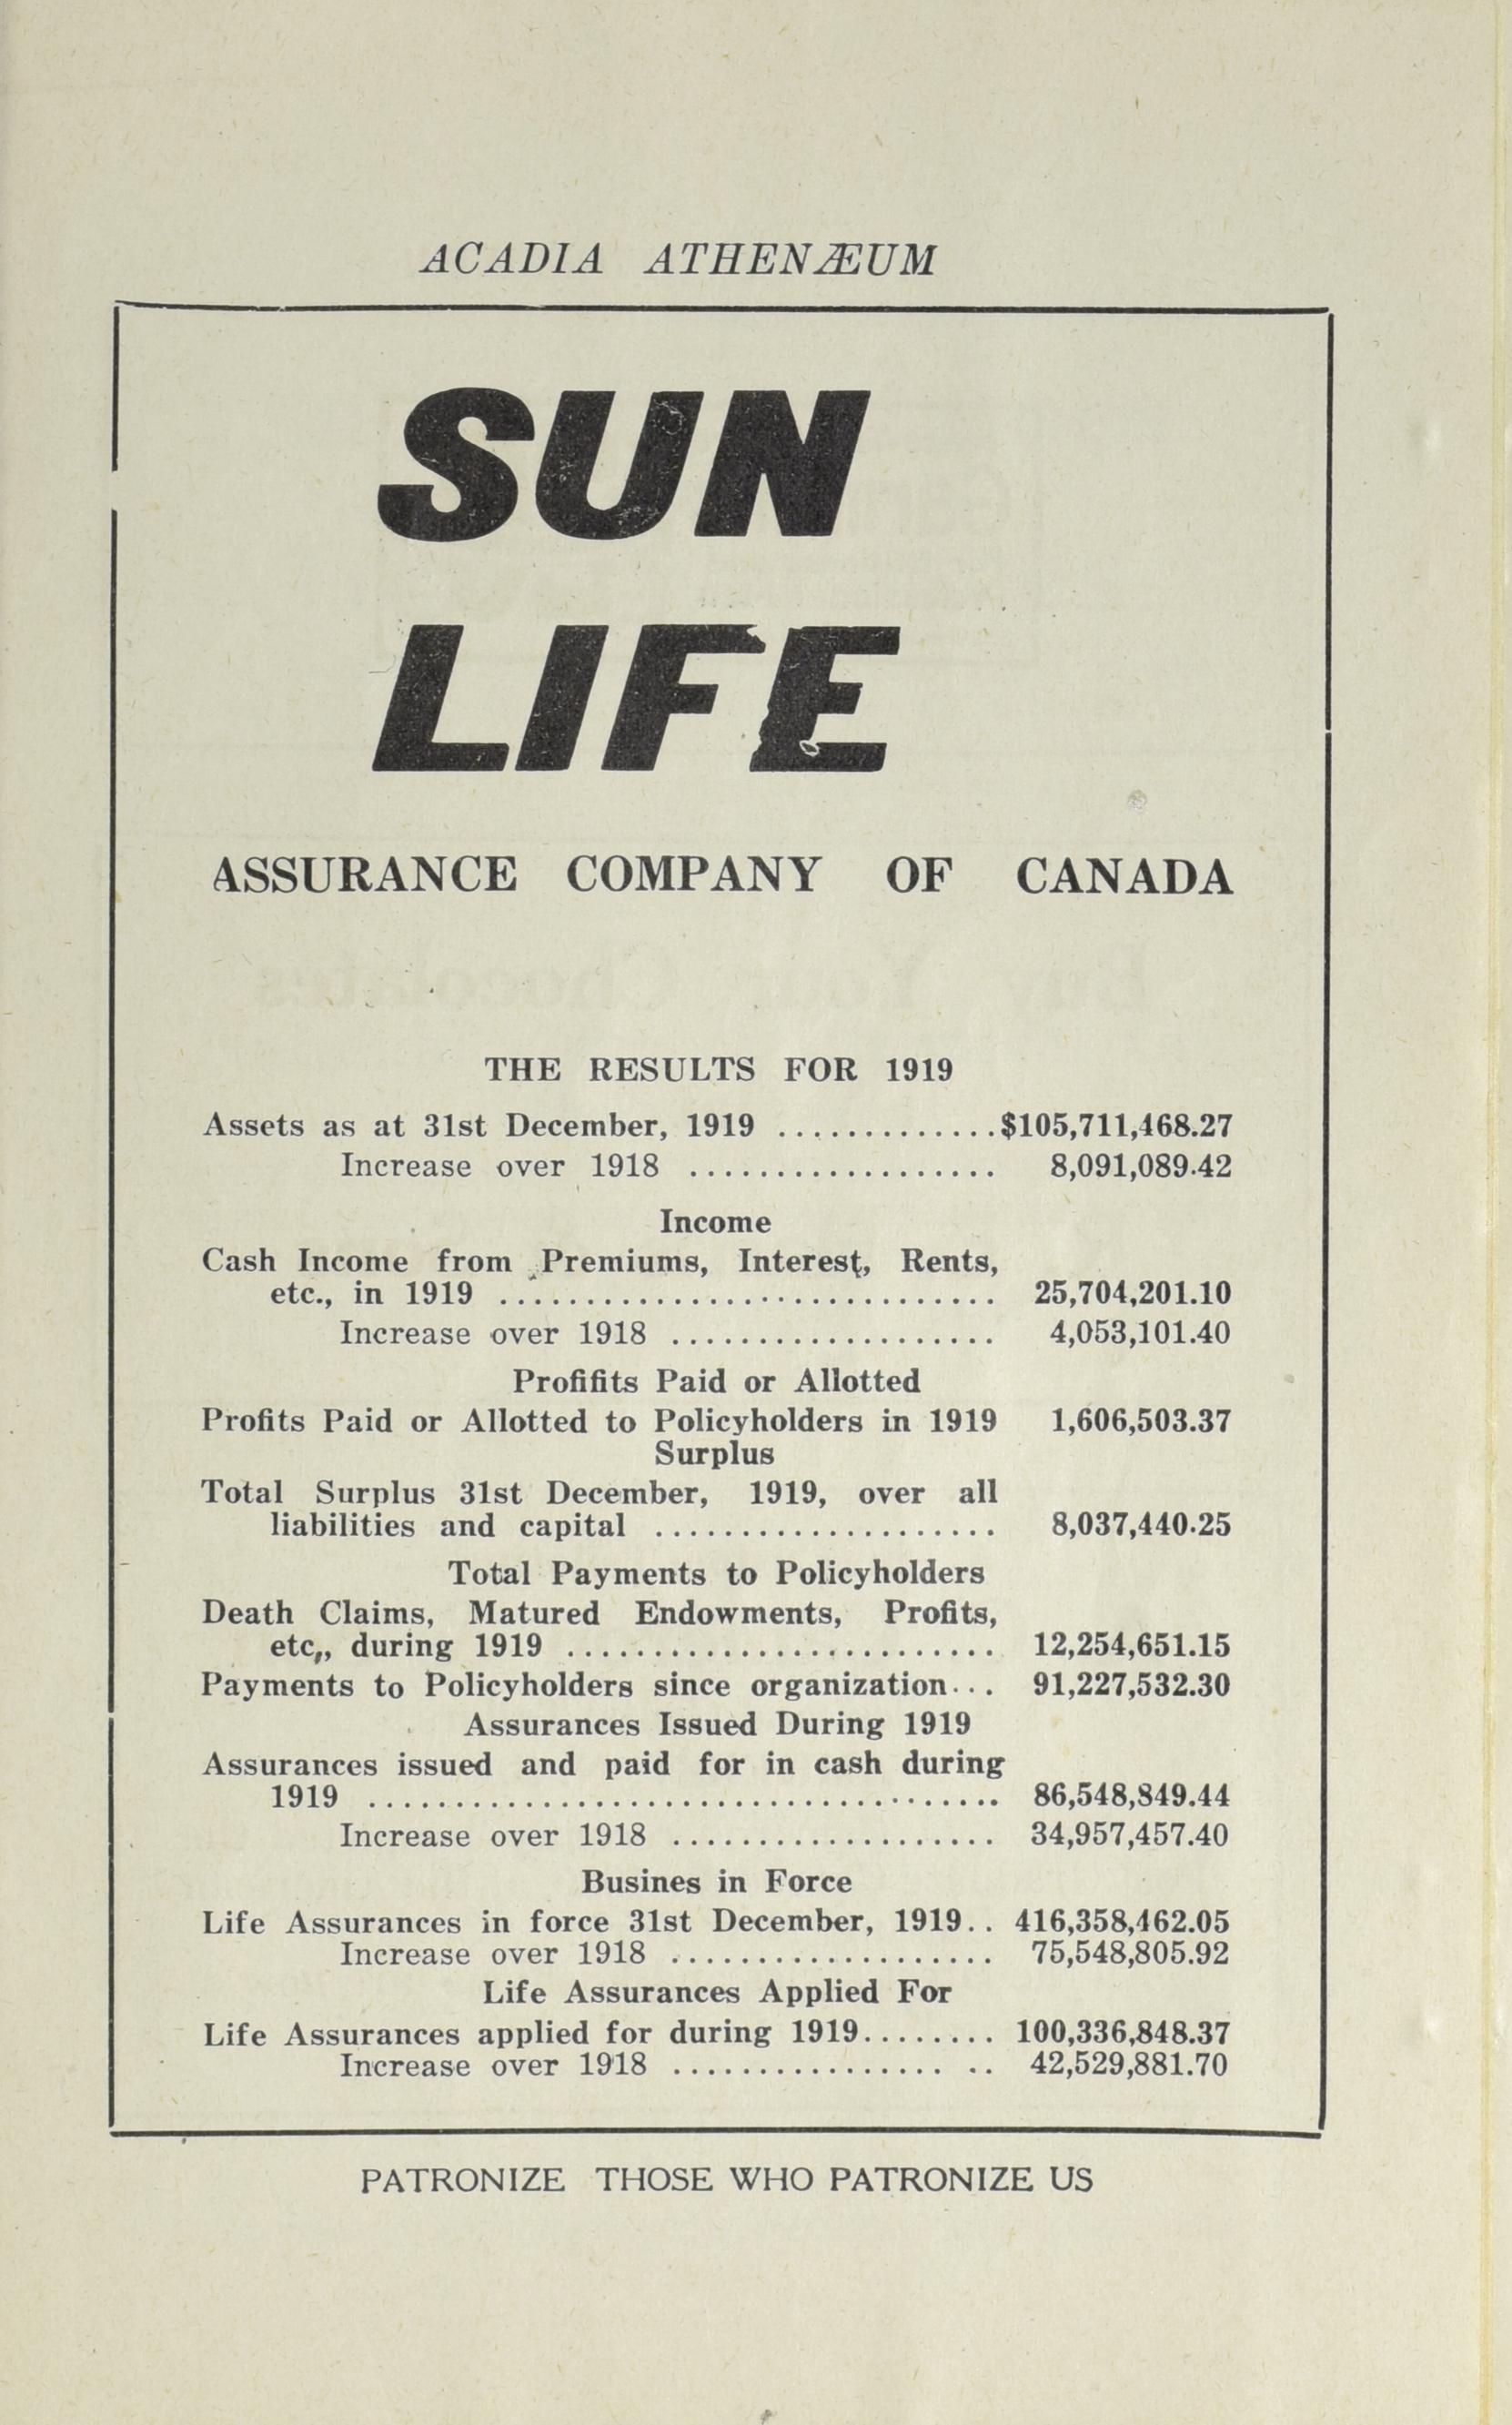 ACADIA ATHENÆUM
SUN
LIFE
ASSURANCE COMPANY OF CANADA
THE RESULTS FOR 1919
Assets as at 31st December, 1919 .............$105,711,468.27
Increase over 1918 .................. 8,091,089.42
Income
Cash Income from Premiums, Interest, Rents,
etc., in 1919 ............................. 25,704,201.10
Increase over 1918 ................... 4,053,101.40
Profifits Paid or Allotted
Profits Paid or Allotted to Policyholders in 1919 1,606,503.37
Surplus
Total Surplus 31st December, 1919, over all
liabilities and capital .................... 8,037,440.25
Total Payments to Policyholders
Death Claims, Matured Endowments, Profits,
etc,, during 1919 ......................... 12,254,651.15
Payments to Policyholders since organization... 91,227,532.30
Assurances Issued During 1919
Assurances issued and paid for in cash during
1919 ..................................... 86,548,849.44
Increase over 1918 ................... 34,957,457.40
Busines in Force
Life Assurances in force 31st December, 1919.. 416,358,462.05
Increase over 1918 ................... 75,548,805.92
Life Assurances Applied For
Life Assurances applied for during 1919........ 100,336,848.37
Increase over 1918 ................ .. 42,529,881.70
PATRONIZE THOSE WHO PATRONIZE US